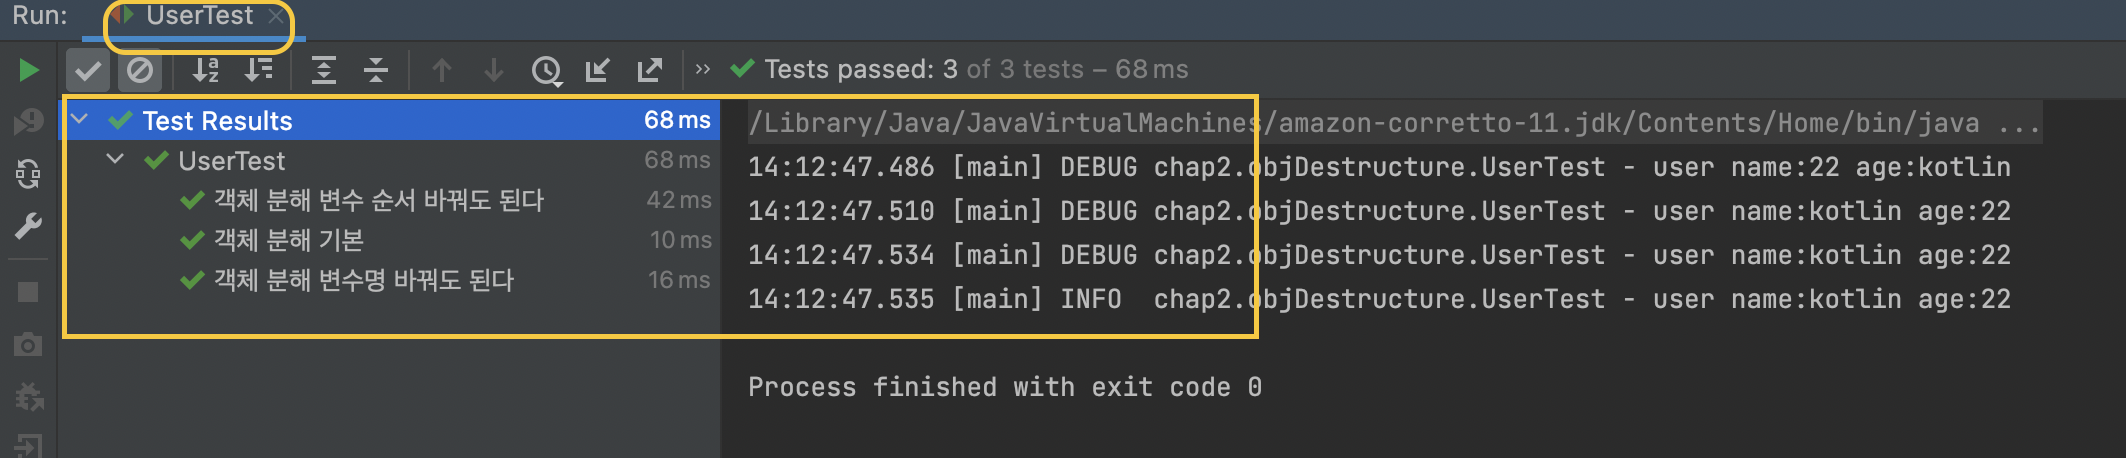 Run: UserTest ×
» Tests passed: 3 of 3 tests – 68 ms
Test Results 68 ms
UserTest 68 ms
객체 분해 변수 순서 바꿔도 된다 42 ms
객체 분해 기본 10 ms
객체 분해 변수명 바꿔도 된다 16 ms
/Library/Java/JavaVirtualMachines/amazon-corretto-11.jdk/Contents/Home/bin/java ...
14:12:47.486 [main] DEBUG chap2.objDestructure.UserTest - user name:22 age:kotlin
14:12:47.510 [main] DEBUG chap2.objDestructure.UserTest - user name:kotlin age:22
14:12:47.534 [main] DEBUG chap2.objDestructure.UserTest - user name:kotlin age:22
14:12:47.535 [main] INFO  chap2.objDestructure.UserTest - user name:kotlin age:22
Process finished with exit code 0